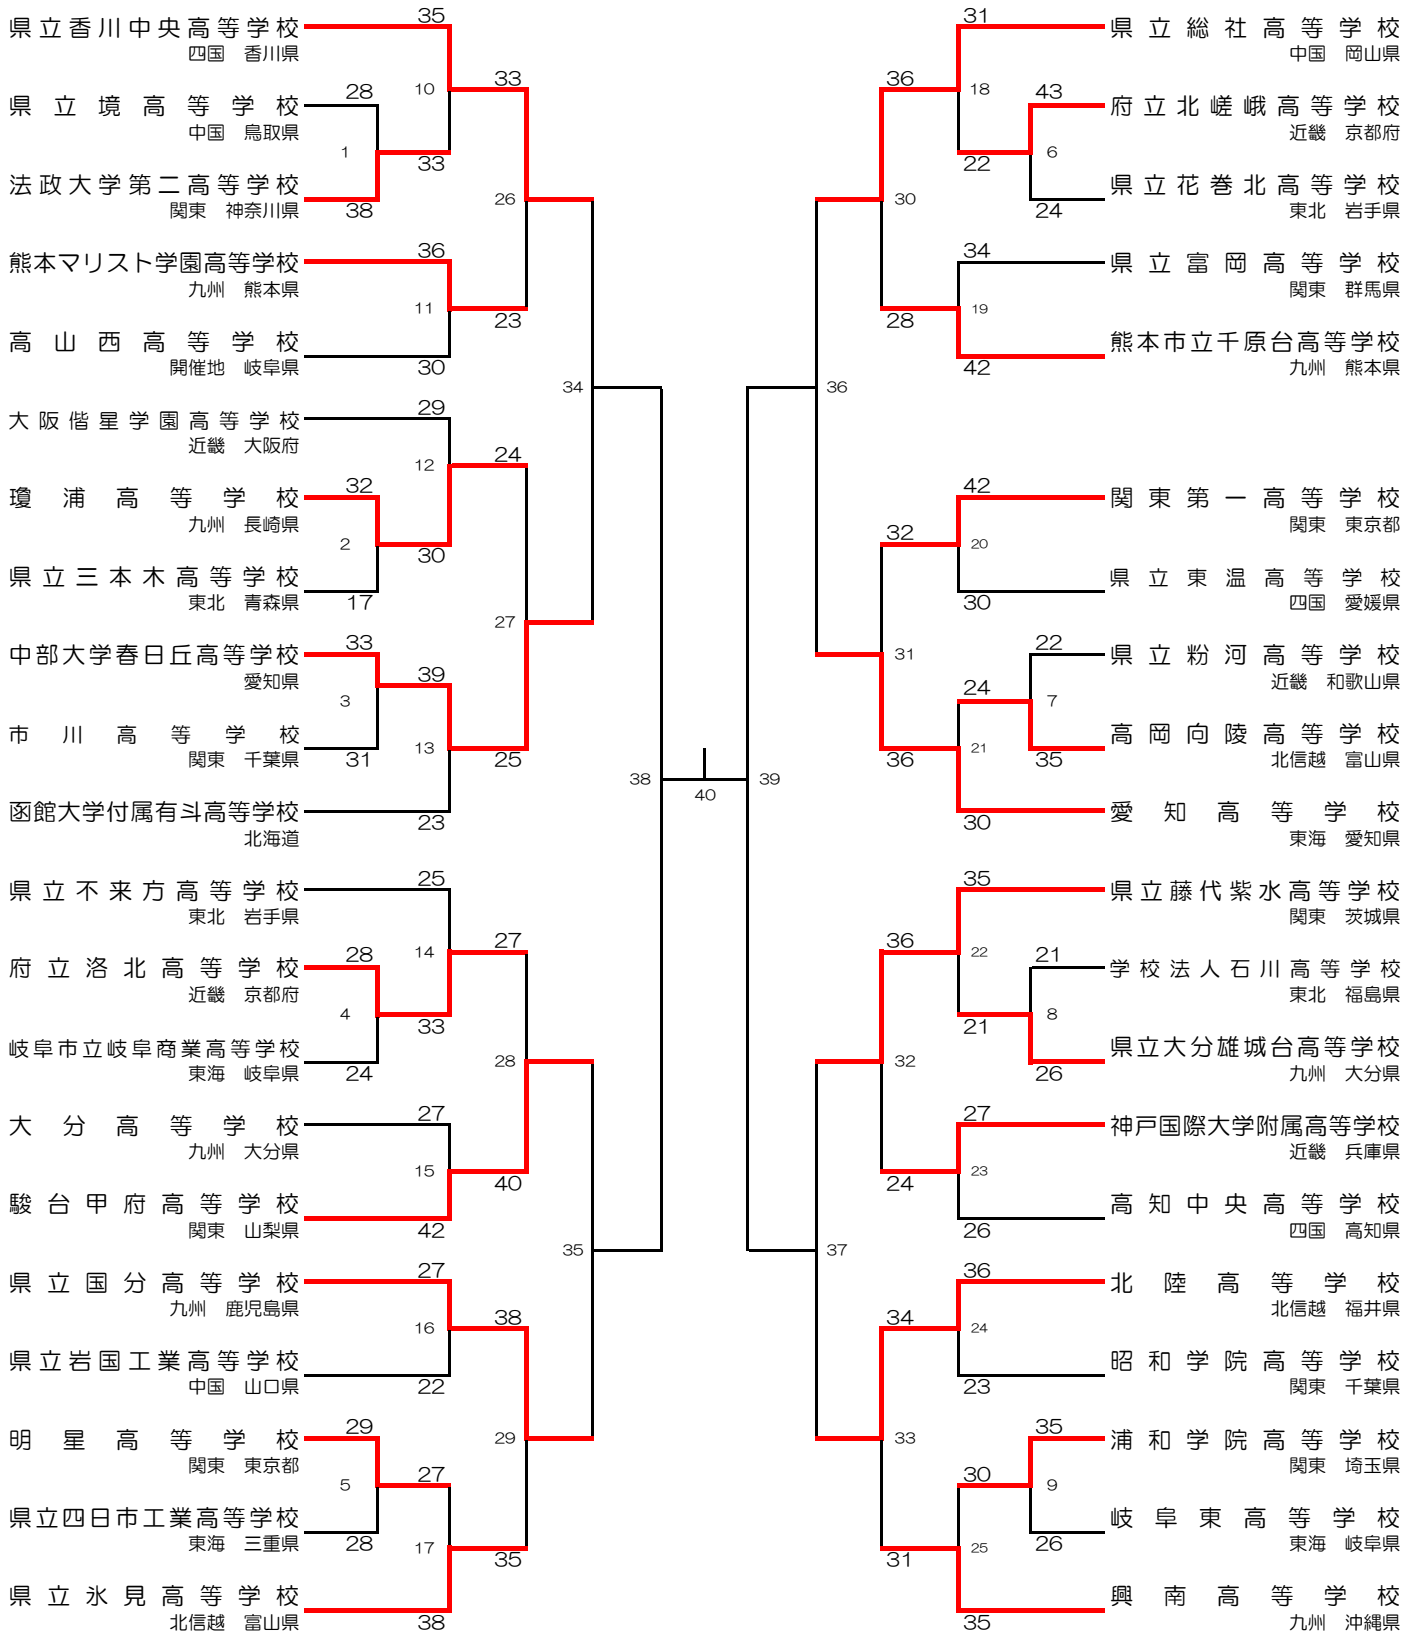 35
県立香川中央高等学校
四国 香川県
33
10
28
県立境高等学校
中国 鳥取県
1
33
法政大学第二高等学校
関東 神奈川県
38
26
36
熊本マリスト学園高等学校
九州 熊本県
11
23
高山西高等学校
開催地 岐阜県
30
34
29
大阪偕星学園高等学校
近畿 大阪府
12
24
32
瓊浦高等学校
九州 長崎県
2
30
県立三本木高等学校
東北 青森県
17
27
33
中部大学春日丘高等学校
愛知県
39
3
市川高等学校
関東 千葉県
31
13
25
函館大学付属有斗高等学校
北海道
23
38
40
39
25
県立不来方高等学校
東北 岩手県
14
27
28
府立洛北高等学校
近畿 京都府
4
33
岐阜市立岐阜商業高等学校
東海 岐阜県
24
28
27
大分高等学校
九州 大分県
15
40
駿台甲府高等学校
関東 山梨県
42
35
27
県立国分高等学校
九州 鹿児島県
16
38
県立岩国工業高等学校
中国 山口県
22
29
29
明星高等学校
関東 東京都
5
27
県立四日市工業高等学校
東海 三重県
28
17
35
県立氷見高等学校
北信越 富山県
38
31
県立総社高等学校
中国 岡山県
36
18
43
府立北嵯峨高等学校
近畿 京都府
22
6
県立花巻北高等学校
東北 岩手県
24
30
34
県立富岡高等学校
関東 群馬県
28
19
熊本市立千原台高等学校
九州 熊本県
42
36
42
関東第一高等学校
関東 東京都
32
20
県立東温高等学校
四国 愛媛県
30
31
22
県立粉河高等学校
近畿 和歌山県
24
7
高岡向陵高等学校
北信越 富山県
35
36
21
愛知高等学校
東海 愛知県
30
35
県立藤代紫水高等学校
関東 茨城県
36
22
21
学校法人石川高等学校
東北 福島県
21
8
県立大分雄城台高等学校
九州 大分県
26
32
27
神戸国際大学附属高等学校
近畿 兵庫県
24
23
高知中央高等学校
四国 高知県
26
37
36
北陸高等学校
北信越 福井県
34
24
昭和学院高等学校
関東 千葉県
23
33
35
浦和学院高等学校
関東 埼玉県
30
9
岐阜東高等学校
東海 岐阜県
26
31
25
興南高等学校
九州 沖縄県
35